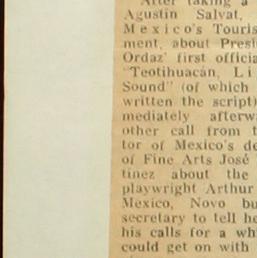 After taking a
Agustin Salvat,
Mexico's Touris
ment, about Presi
Ordaz' first officia
"Teotihuacán, Li
Sound" (of which
written the script)
mediately afterw
other call from t
tor of Mexico's de
of Fine Arts José
tinez about the
playwright Arthur
Mexico, Novo bu
secretary to tell he
his calls for a wh
could get on with